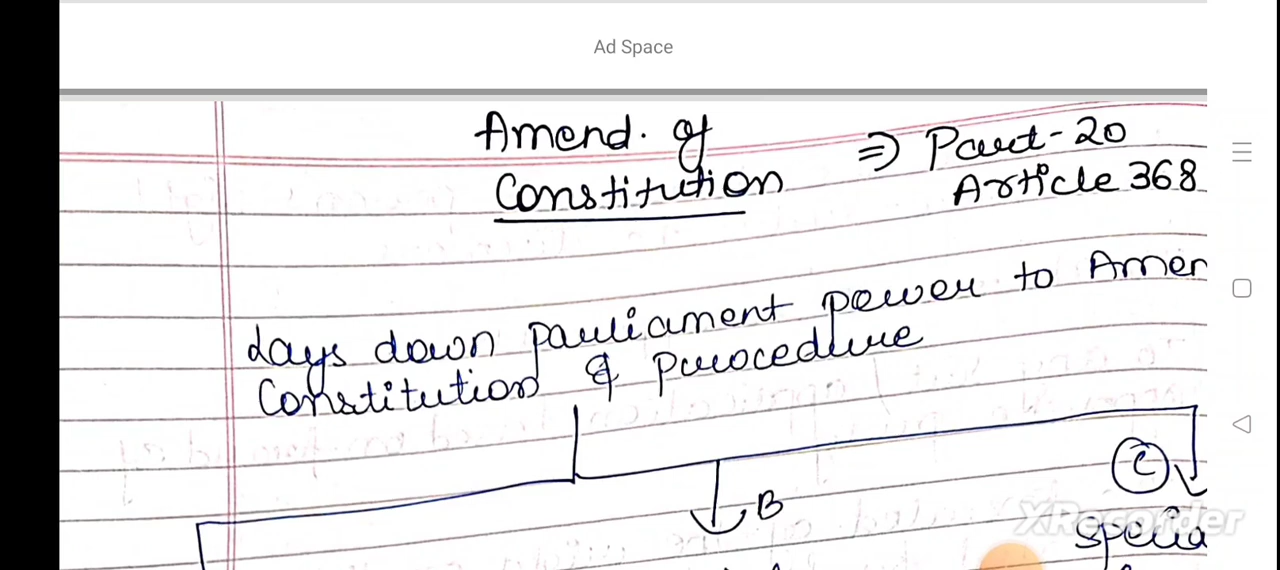 Ad Space
Amend. of
Constitution
⇒ Part-20
Article 368
Lays down parliament power to Amen
Constitution & Procedure
B
C
XRecorder
Specia